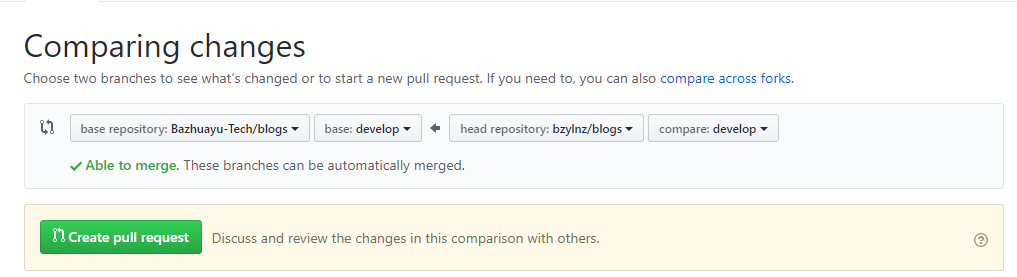 Comparing changes
Choose two branches to see what's changed or to start a new pull request. If you need to, you can also compare across forks.
base repository: Bazhuayu-Tech/blogs base: develop head repository: bzylnz/blogs compare: develop
Able to merge. These branches can be automatically merged.
Create pull request Discuss and review the changes in this comparison with others.